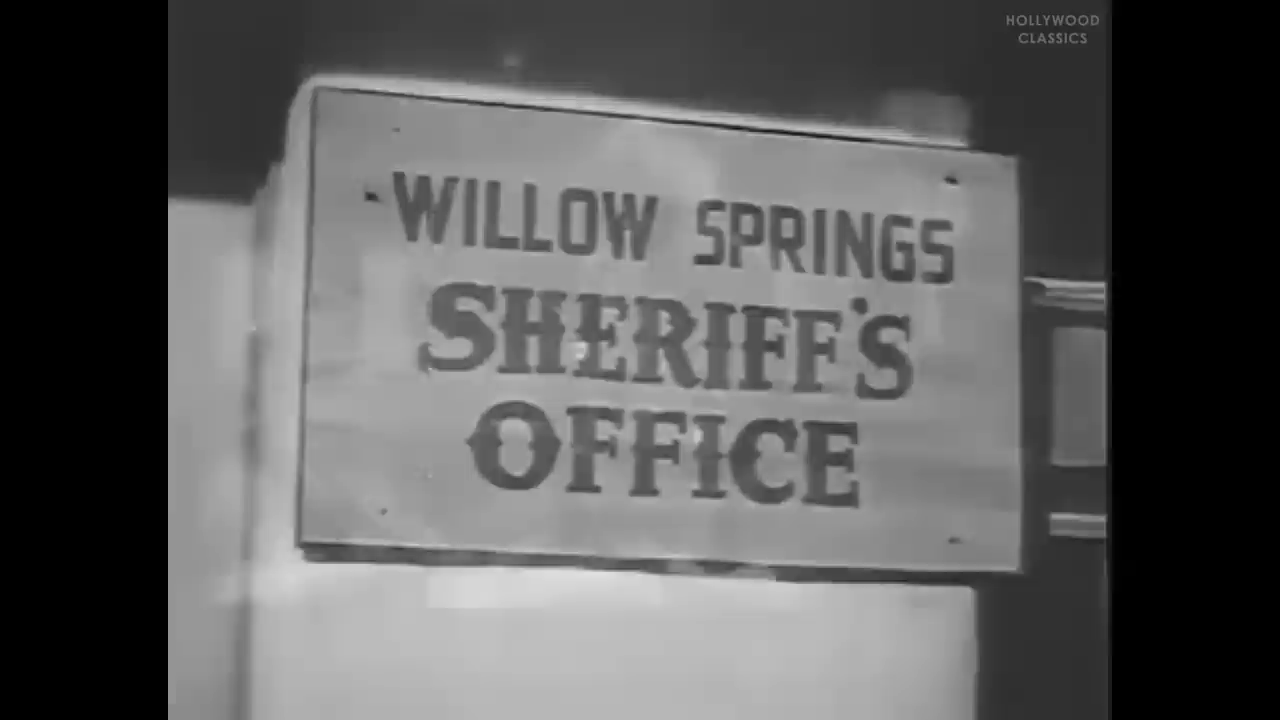 HOLLYWOOD
CLASSICS
WILLOW SPRINGS
SHERIFF'S
OFFICE